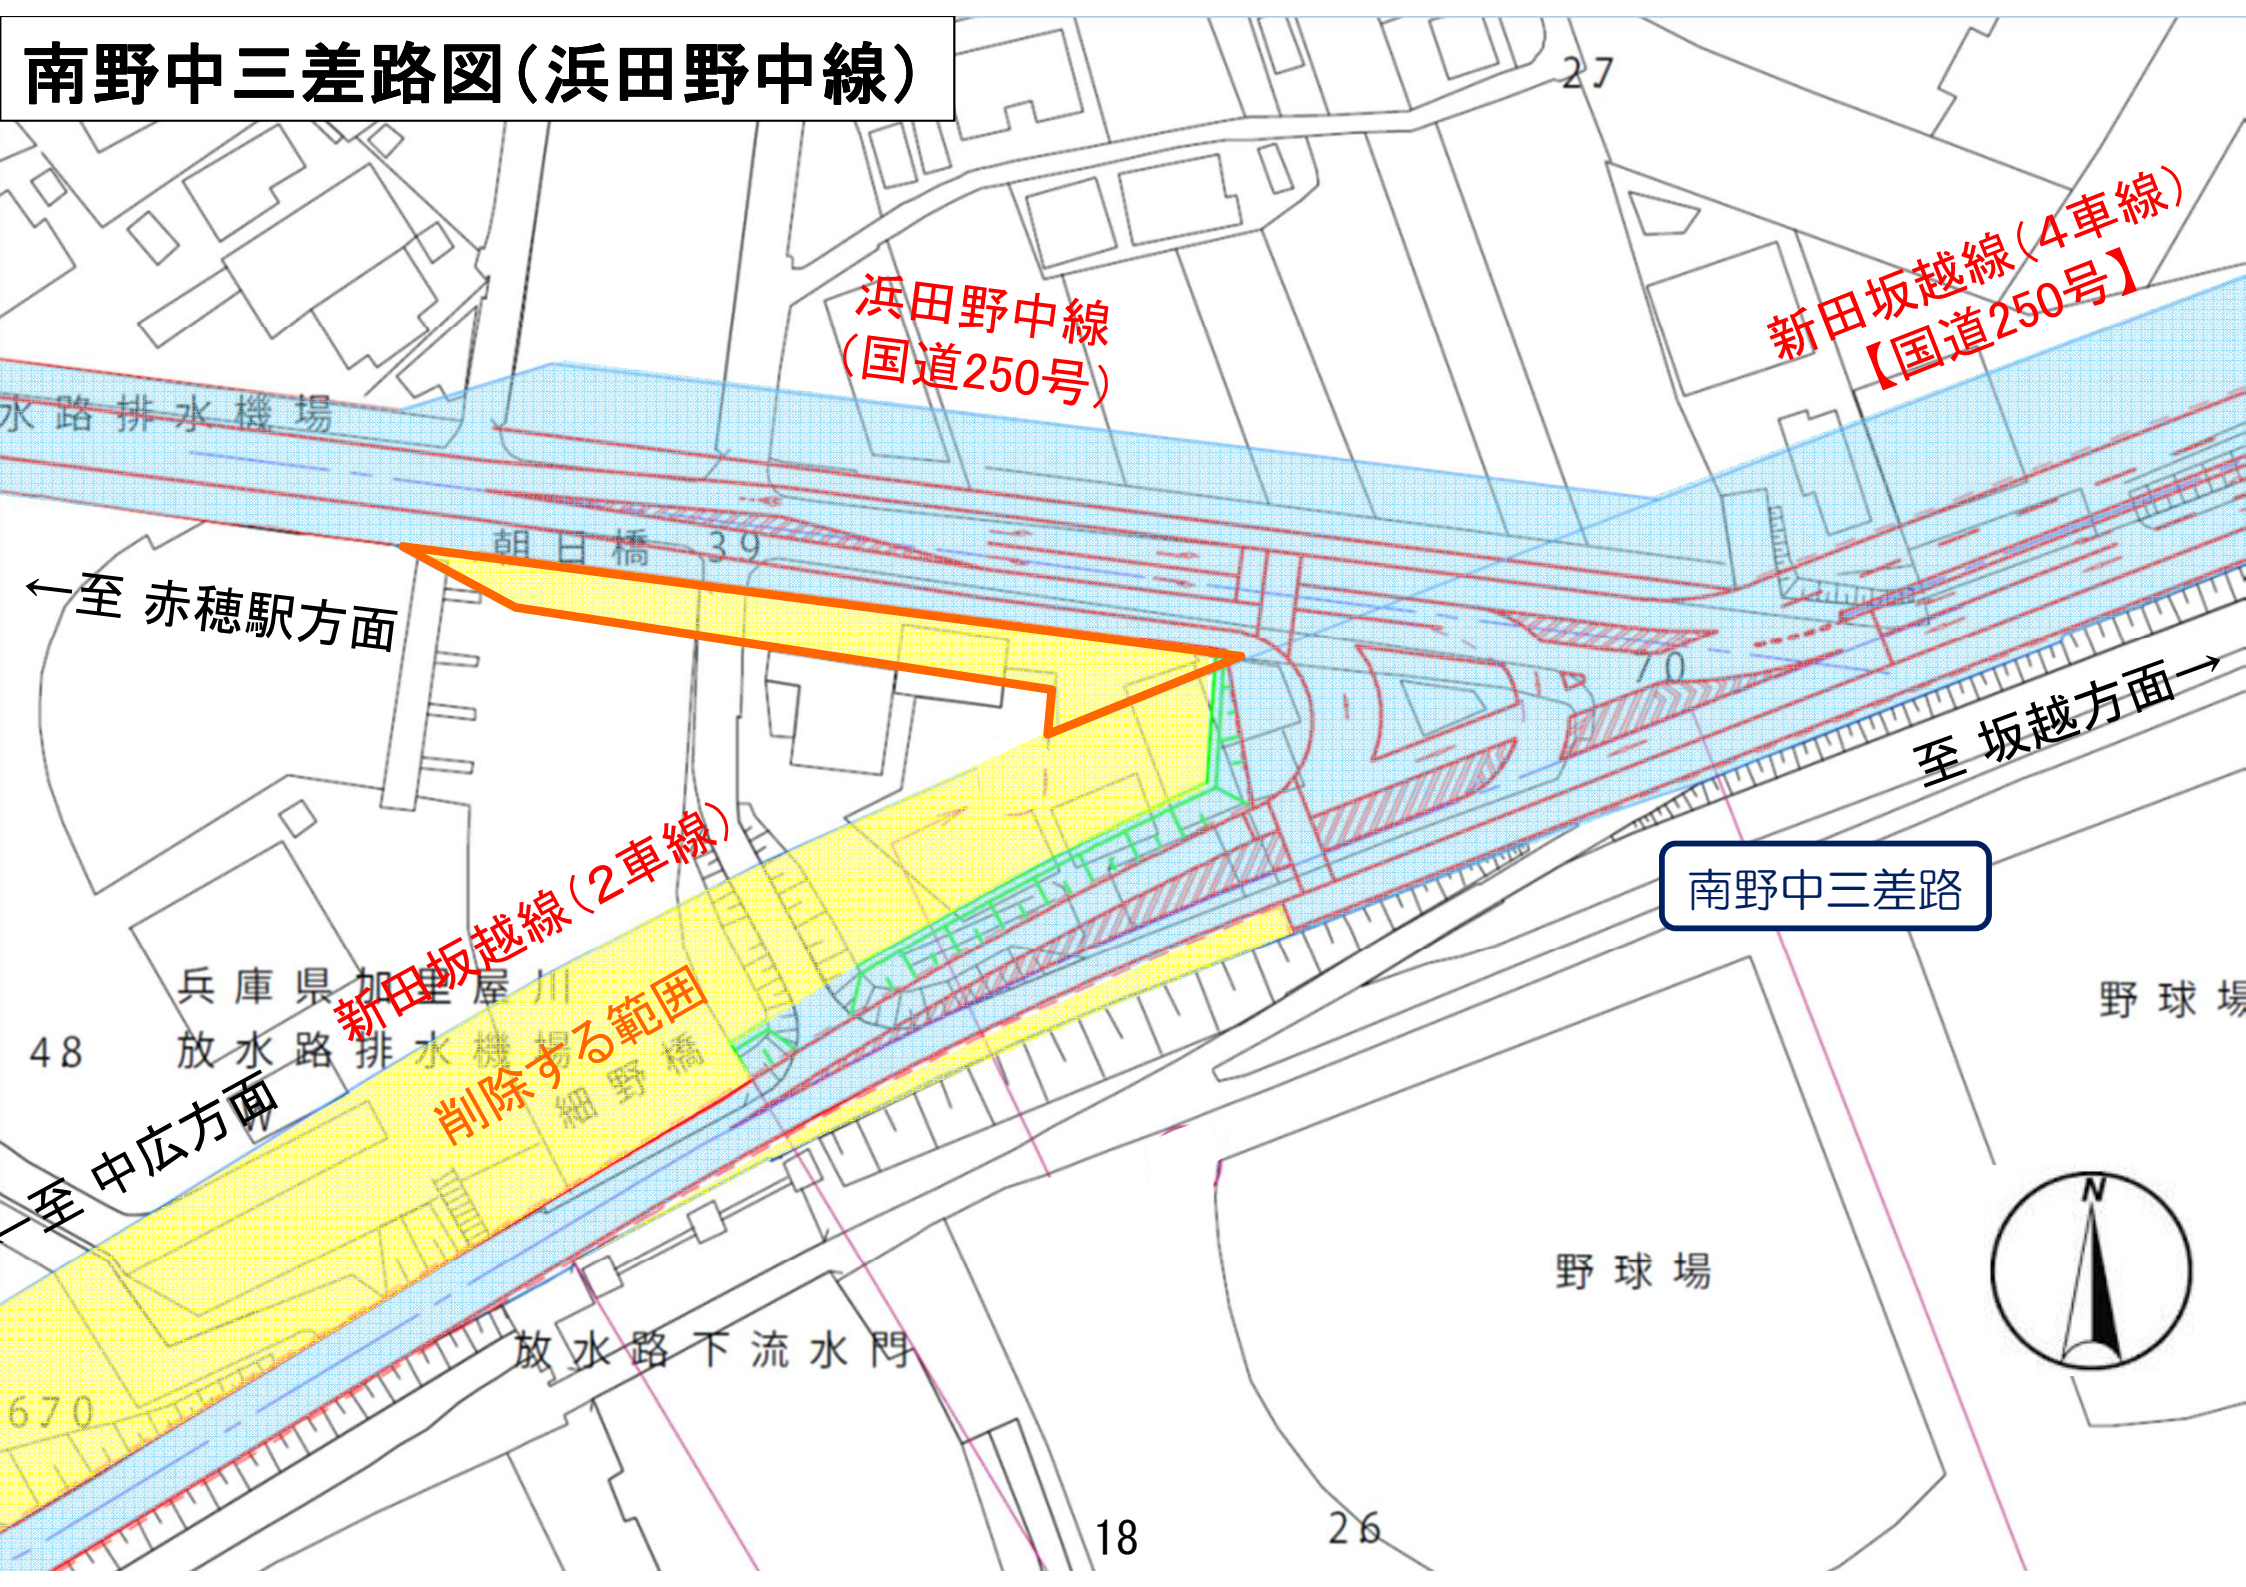 南野中三差路図（浜田野中線）
27
新田坂越線（４車線）
【国道250号】
浜田野中線
（国道250号）
水路排水機場
朝日橋 39
←至 赤穂駅方面
70
至 坂越方面→
南野中三差路
新田坂越線（２車線）
削除する範囲
兵庫県加里屋川
放水路排水機場
48
細野橋
W
←至 中広方面
野球場
野球場
N
放水路下流水門
670
18
26